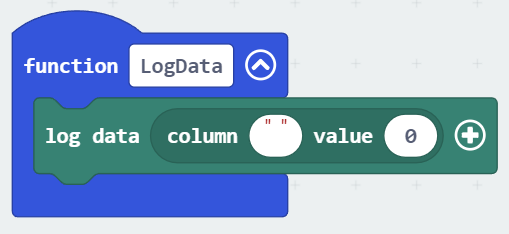 function LogData
log data column " " value 0